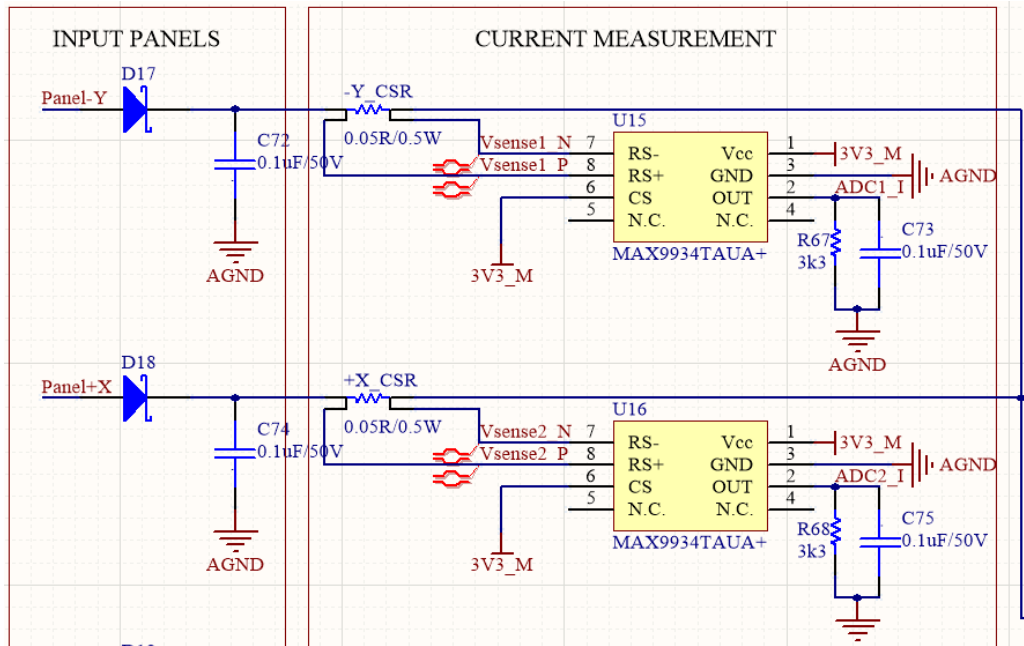 INPUT PANELS
CURRENT MEASUREMENT
D17
Panel-Y
C72
0.1uF/50V
AGND
-Y_CSR
0.05R/0.5W
Vsense1_N
Vsense1_P
U15
7 RS- Vcc 1 3V3_M
8 RS+ GND 3 AGND
6 CS OUT 2 ADC1_I
5 N.C. N.C. 4
MAX9934TAUA+
3V3_M
R67
3k3
C73
0.1uF/50V
AGND
D18
Panel+X
C74
0.1uF/50V
AGND
+X_CSR
0.05R/0.5W
Vsense2_N
Vsense2_P
U16
7 RS- Vcc 1 3V3_M
8 RS+ GND 3 AGND
6 CS OUT 2 ADC2_I
5 N.C. N.C. 4
MAX9934TAUA+
3V3_M
R68
3k3
C75
0.1uF/50V